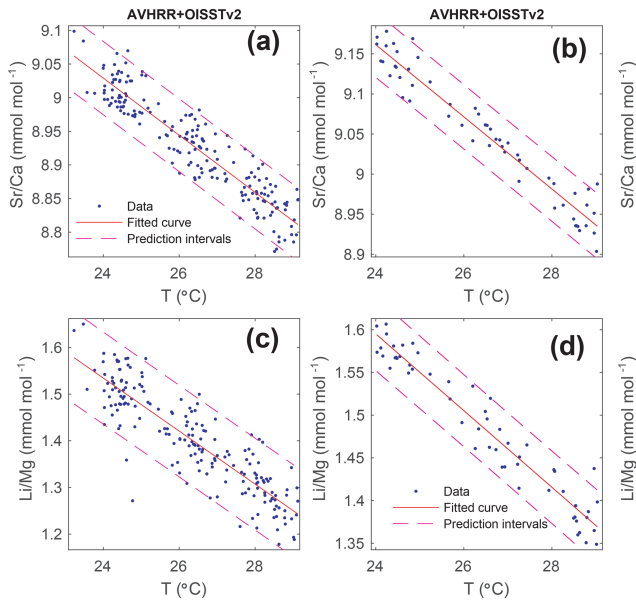 AVHRR+OISSTv2
AVHRR+OISSTv2
(a)
9.1
9.05
9
8.95
8.9
8.85
8.8
Sr/Ca (mmol mol -1)
Data
Fitted curve
Prediction intervals
24
26
28
T (°C)
(b)
9.15
9.1
9.05
9
8.95
8.9
Sr/Ca (mmol mol -1)
24
26
28
T (°C)
Sr/Ca (mmol mol -1)
(c)
1.6
1.5
1.4
1.3
1.2
Li/Mg (mmol mol -1)
24
26
28
T (°C)
(d)
1.6
1.55
1.5
1.45
1.4
1.35
Li/Mg (mmol mol -1)
Data
Fitted curve
Prediction intervals
24
26
28
T (°C)
Li/Mg (mmol mol -1)